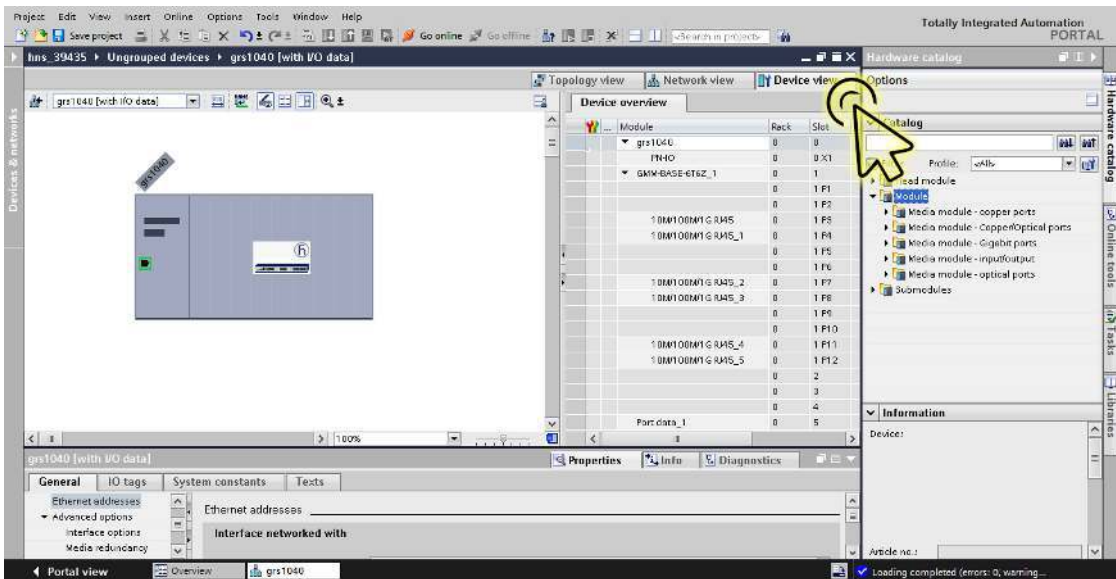 Project Edit View Insert Online Options Tools Window Help
Totally Integrated Automation
PORTAL
Save project Go online Go offline <Search in project>
hns_39435 ▸ Ungrouped devices ▸ grs1040 [with I/O data]
Hardware catalog
Topology view Network view Device view
Options
grs1040 [with I/O data]
Device overview
Catalog
... Module Rack Slot
grs1040 0 0
PN-IO 0 0 X1
Profile: <All>
GMW-BASE-6T6Z_1 0 1
Head module
0 1 P1
Module
0 1 P2
Media module - copper ports
10M/100M/1G RJ45 0 1 P3
Media module - Copper/Optical ports
10M/100M/1G RJ45_1 0 1 P4
Media module - Gigabit ports
0 1 P5
Media module - input/output
0 1 P6
Media module - optical ports
10M/100M/1G RJ45_2 0 1 P7
Submodules
10M/100M/1G RJ45_3 0 1 P8
0 1 P9
0 1 P10
10M/100M/1G RJ45_4 0 1 P11
10M/100M/1G RJ45_5 0 1 P12
0 2
0 3
0 4
Port data_1 0 5
grs1040
Devices & networks
Hardware catalog
Online tools
Tasks
Libraries
100%
Information
Device:
grs1040 [with I/O data]
Properties Info Diagnostics
General IO tags System constants Texts
Ethernet addresses
Advanced options
Interface options
Media redundancy
Ethernet addresses
Interface networked with
Article no.:
Portal view Overview grs1040
Loading completed (errors: 0, warning...